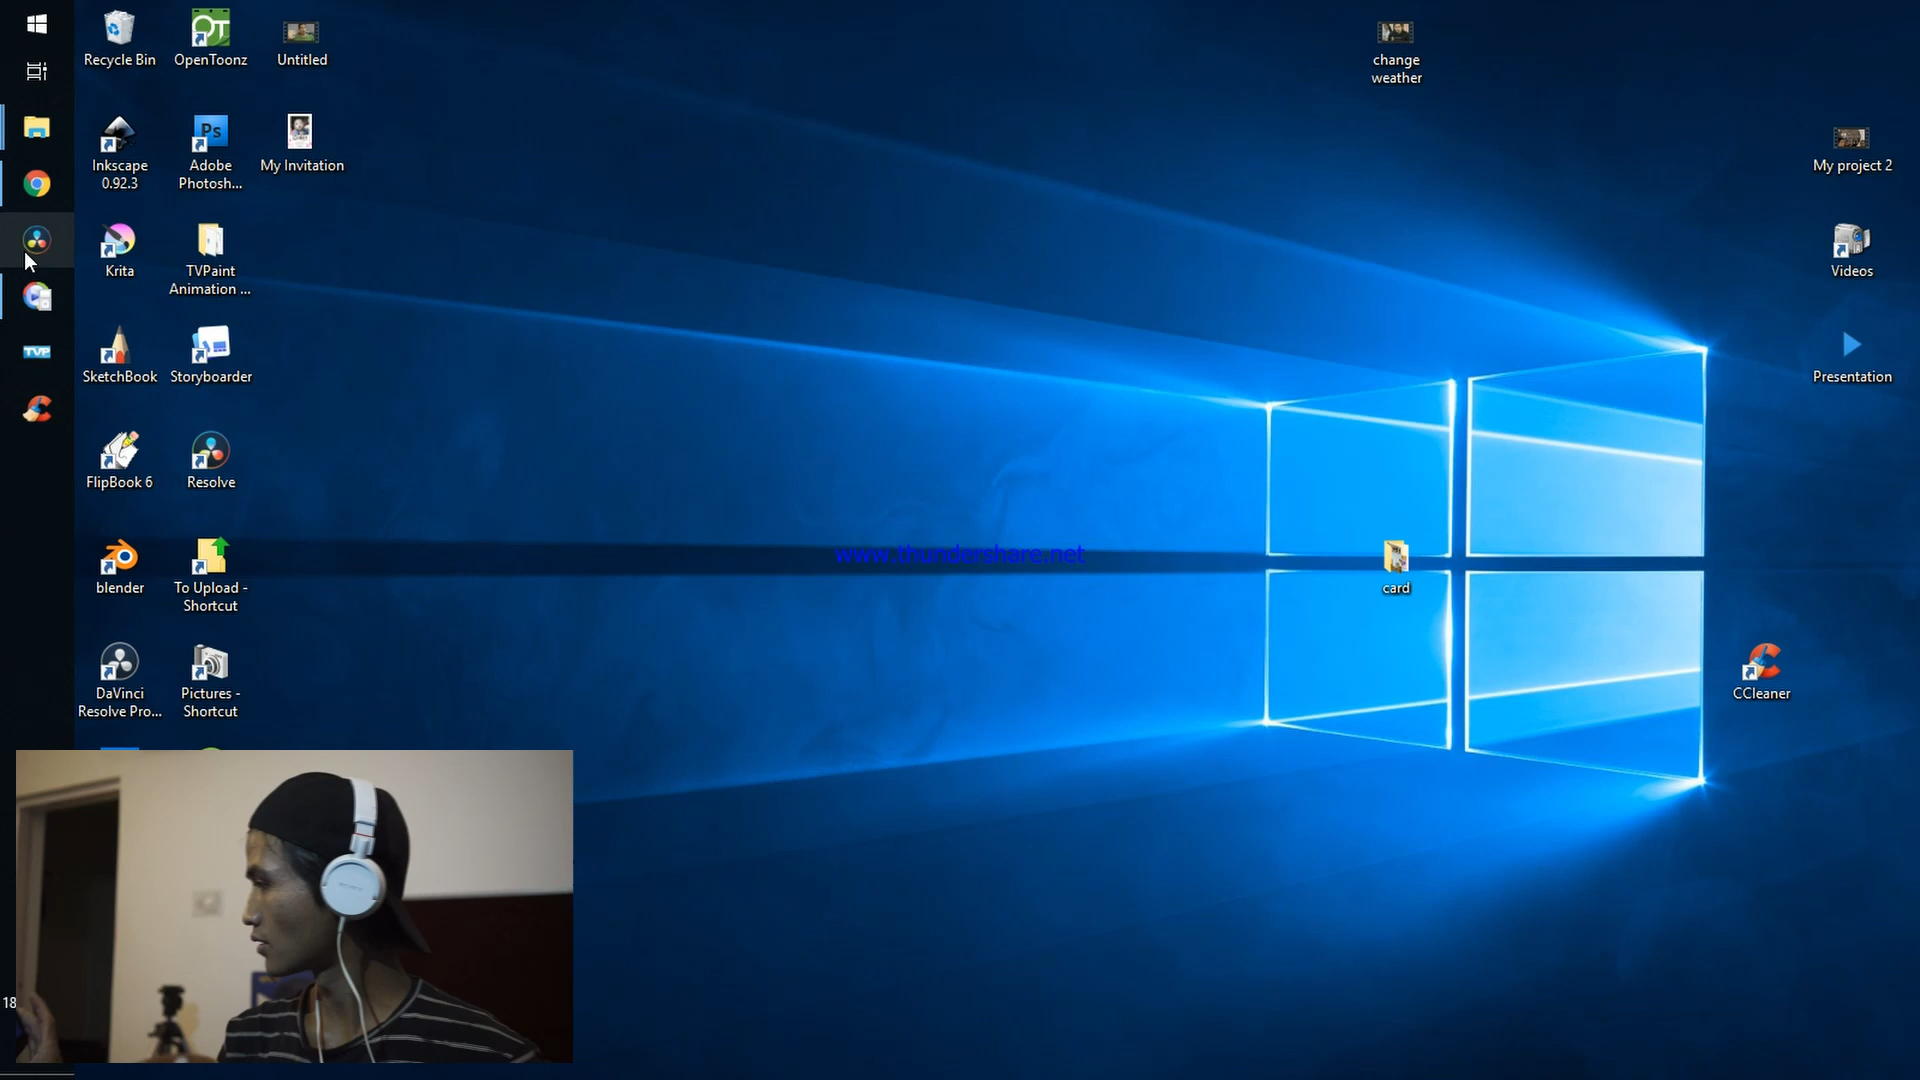 Recycle Bin
OpenToonz
Untitled
Inkscape
0.92.3
Ps
Adobe
Photosh...
My Invitation
Krita
TVPaint
Animation ...
TVP
SketchBook
Storyboarder
FlipBook 6
Resolve
blender
To Upload -
Shortcut
DaVinci
Resolve Pro...
Pictures -
Shortcut
18
change
weather
My project 2
Videos
Presentation
www.thundershare.net
card
CCleaner